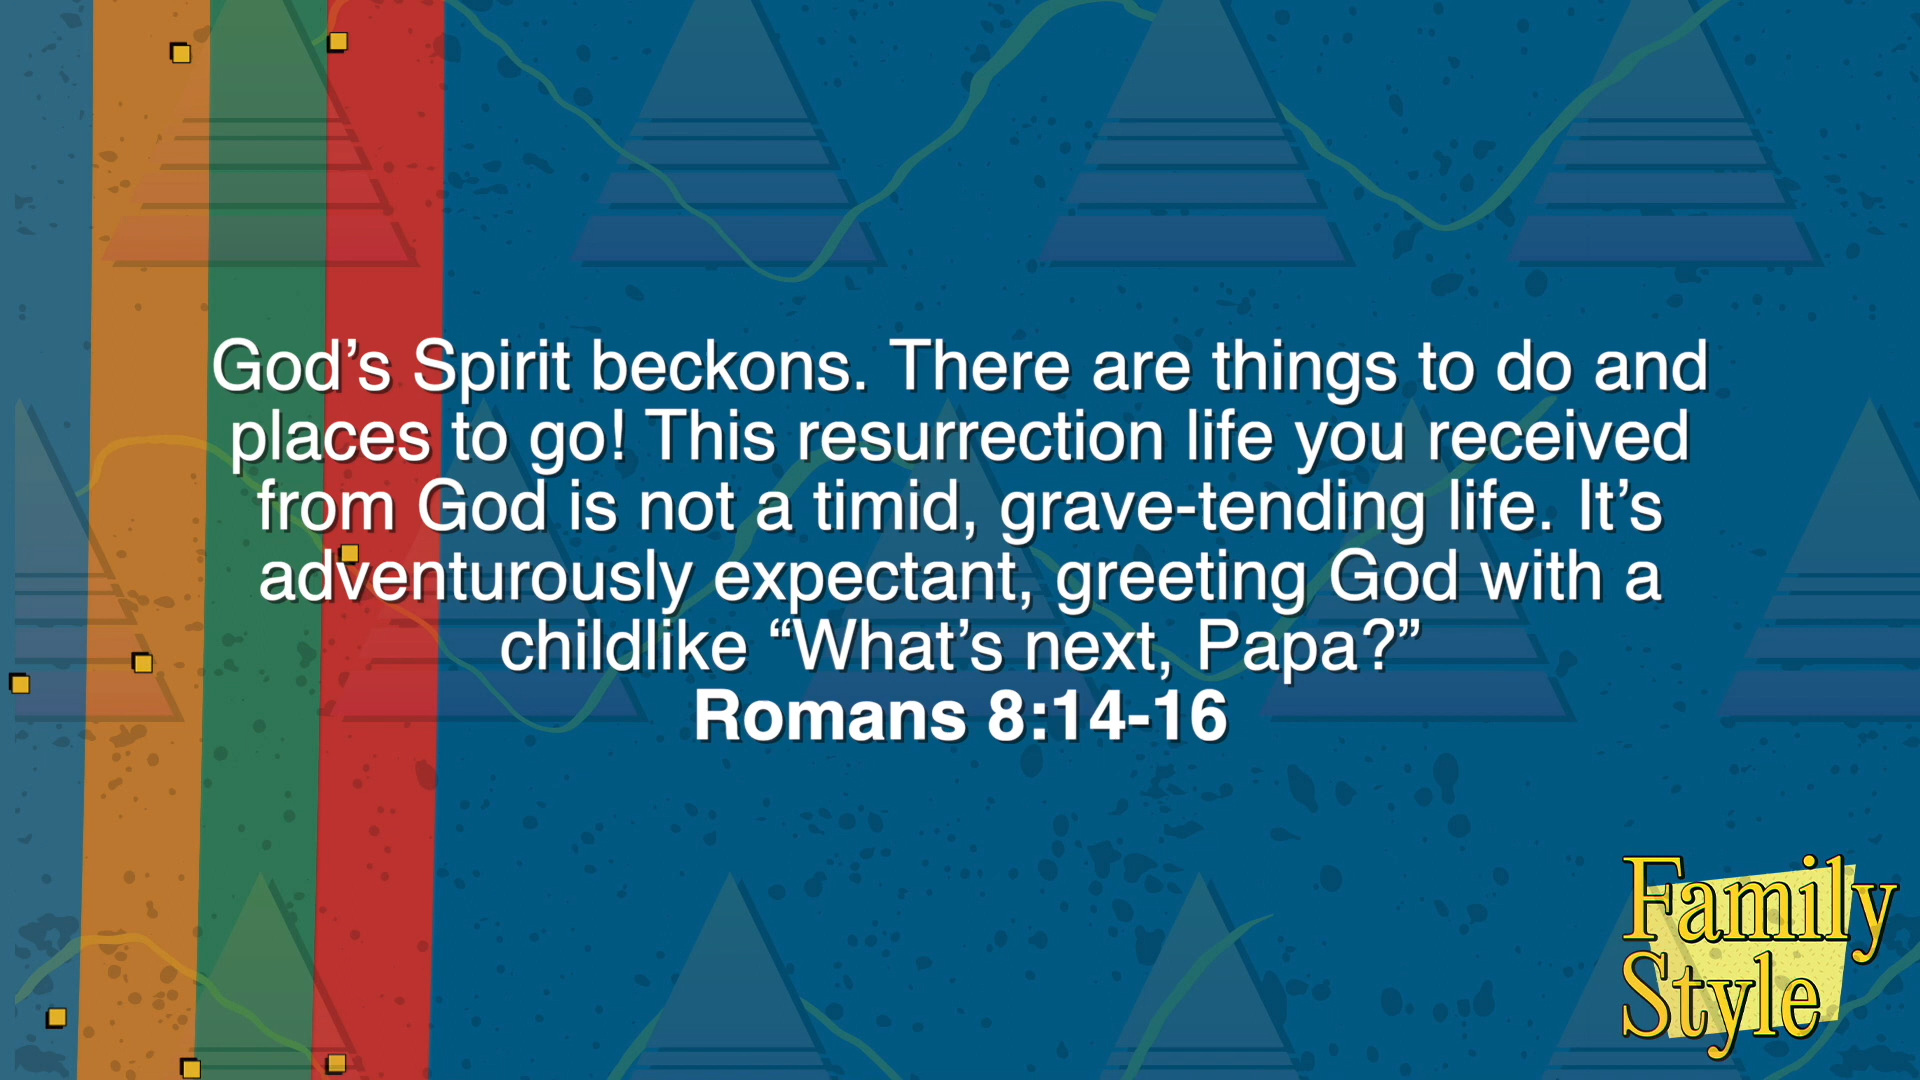 God’s Spirit beckons. There are things to do and
places to go! This resurrection life you received
from God is not a timid, grave-tending life. It’s
adventurously expectant, greeting God with a
childlike “What’s next, Papa?”
Romans 8:14-16
Family
Style